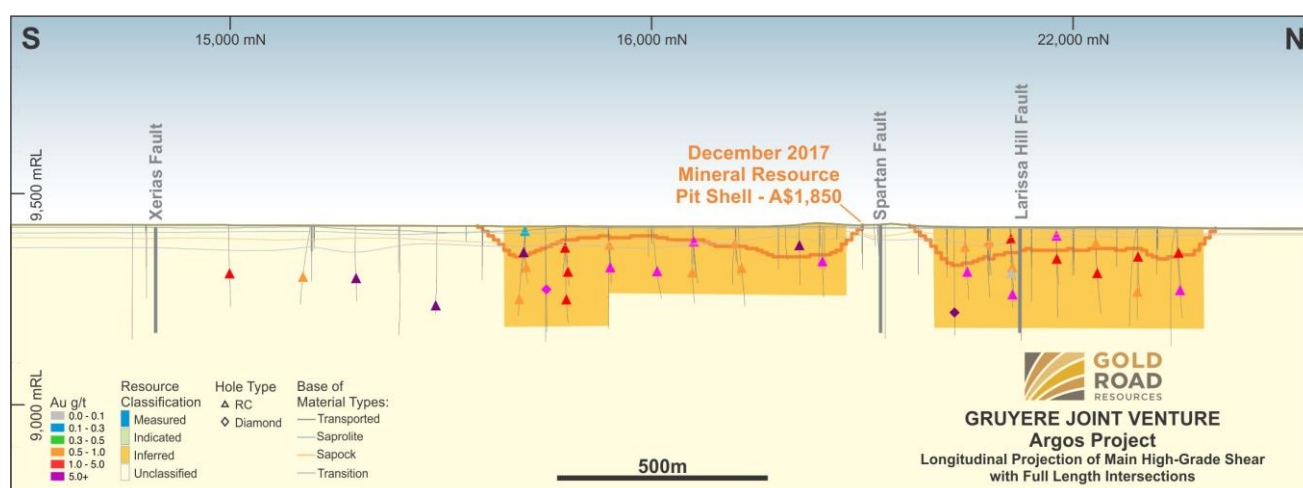 S
15,000 mN
16,000 mN
22,000 mN
N
9,500 mRL
9,000 mRL
Xerias Fault
December 2017
Mineral Resource
Pit Shell - A$1,850
Spartan Fault
Larissa Hill Fault
Au g/t
0.0 - 0.1
0.1 - 0.3
0.3 - 0.5
0.5 - 1.0
1.0 - 5.0
5.0+
Resource
Classification
Measured
Indicated
Inferred
Unclassified
Hole Type
RC
Diamond
Base of
Material Types:
Transported
Saprolite
Sapock
Transition
500m
GOLD
ROAD
RESOURCES
GRUYERE JOINT VENTURE
Argos Project
Longitudinal Projection of Main High-Grade Shear
with Full Length Intersections